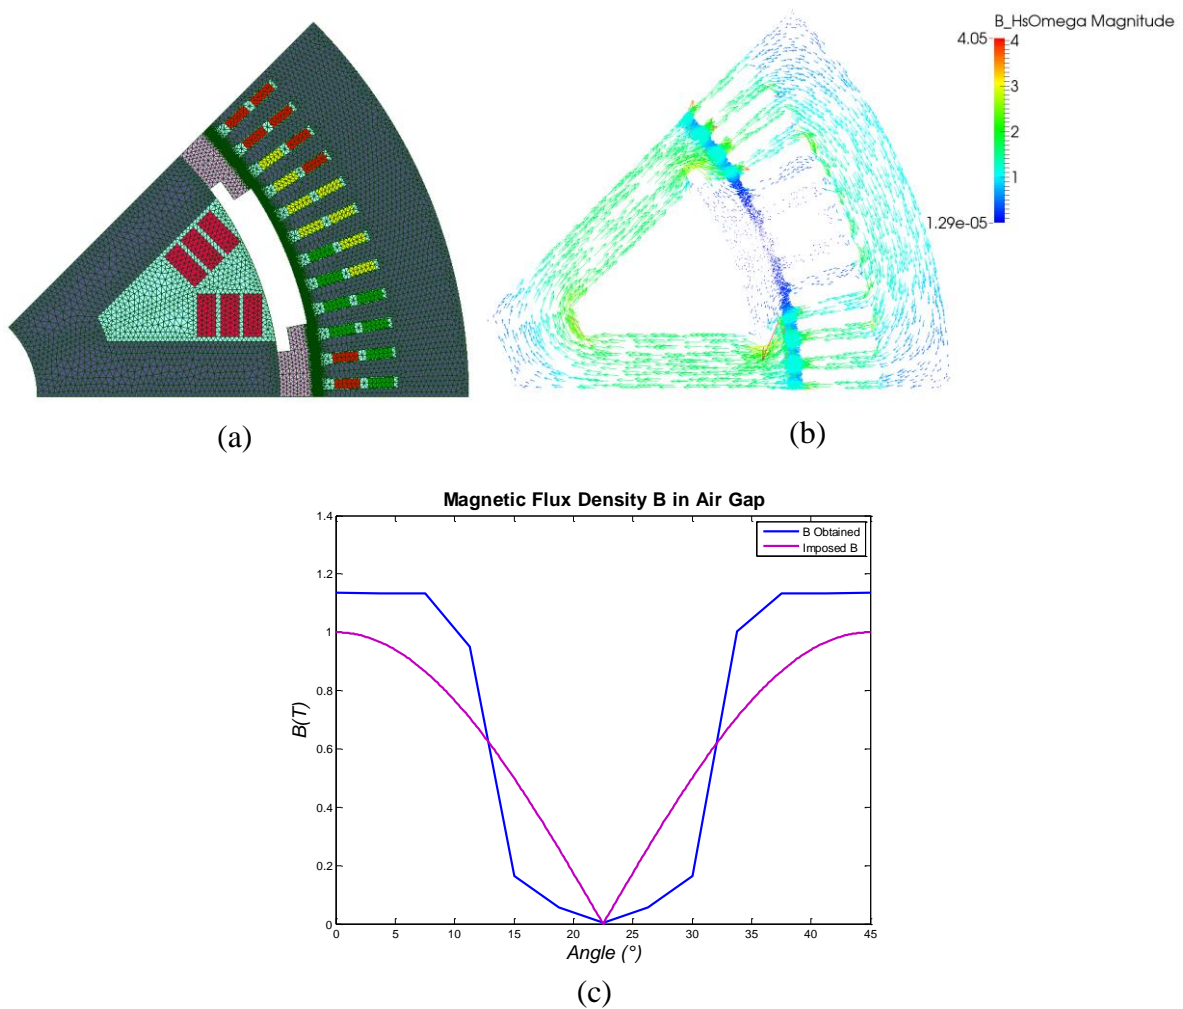 B_HsOmega Magnitude
4.05
4
3
2
1
1.29e-05
(a)
(b)
Magnetic Flux Density B in Air Gap
B Obtained
Imposed B
1.4
1.2
1
0.8
0.6
0.4
0.2
0
B(T)
0 5 10 15 20 25 30 35 40 45
Angle (°)
(c)